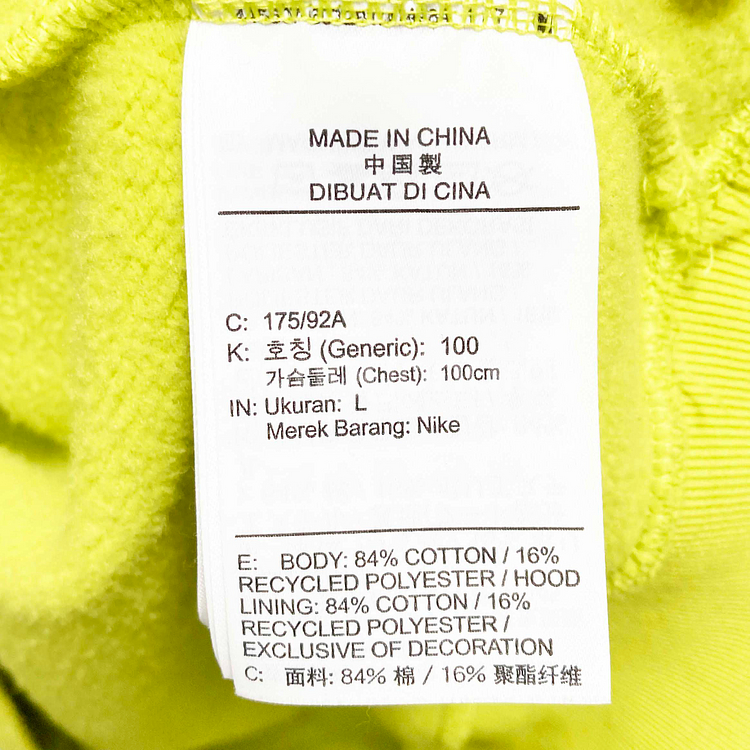 MADE IN CHINA
中国製
DIBUAT DI CINA
C: 175/92A
K: 호칭 (Generic): 100
가슴둘레 (Chest): 100cm
IN: Ukuran: L
Merek Barang: Nike
E: BODY: 84% COTTON / 16%
RECYCLED POLYESTER / HOOD
LINING: 84% COTTON / 16%
RECYCLED POLYESTER /
EXCLUSIVE OF DECORATION
C: 面料: 84% 棉 / 16% 聚酯纤维